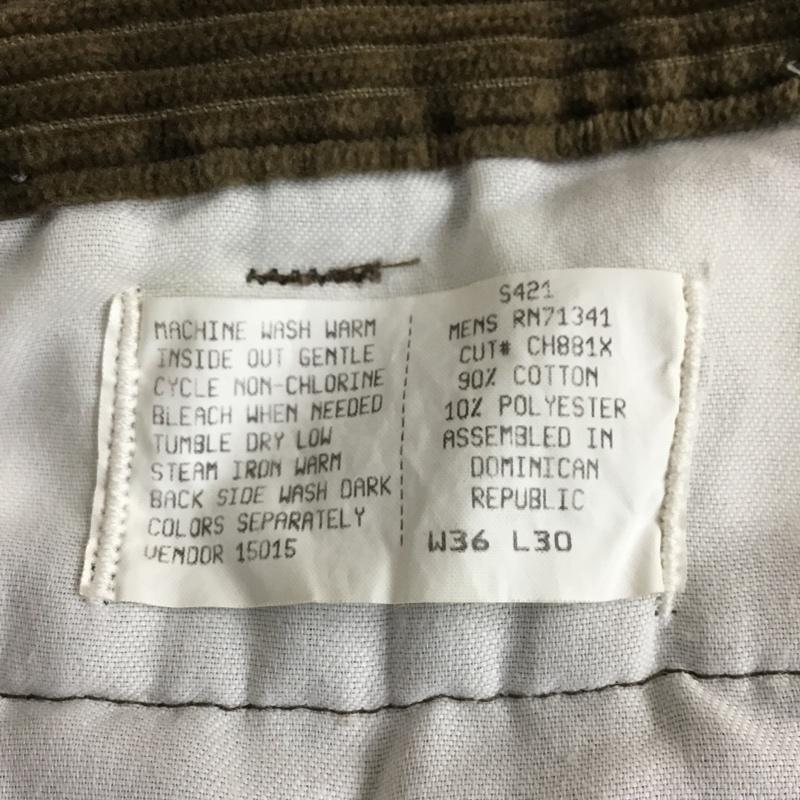 MACHINE WASH WARM
INSIDE OUT GENTLE
CYCLE NON-CHLORINE
BLEACH WHEN NEEDED
TUMBLE DRY LOW
STEAM IRON WARM
BACK SIDE WASH DARK
COLORS SEPARATELY
VENDOR 15015
S421
MENS RN71341
CUT# CH881X
90% COTTON
10% POLYESTER
ASSEMBLED IN
DOMINICAN
REPUBLIC
W36 L30